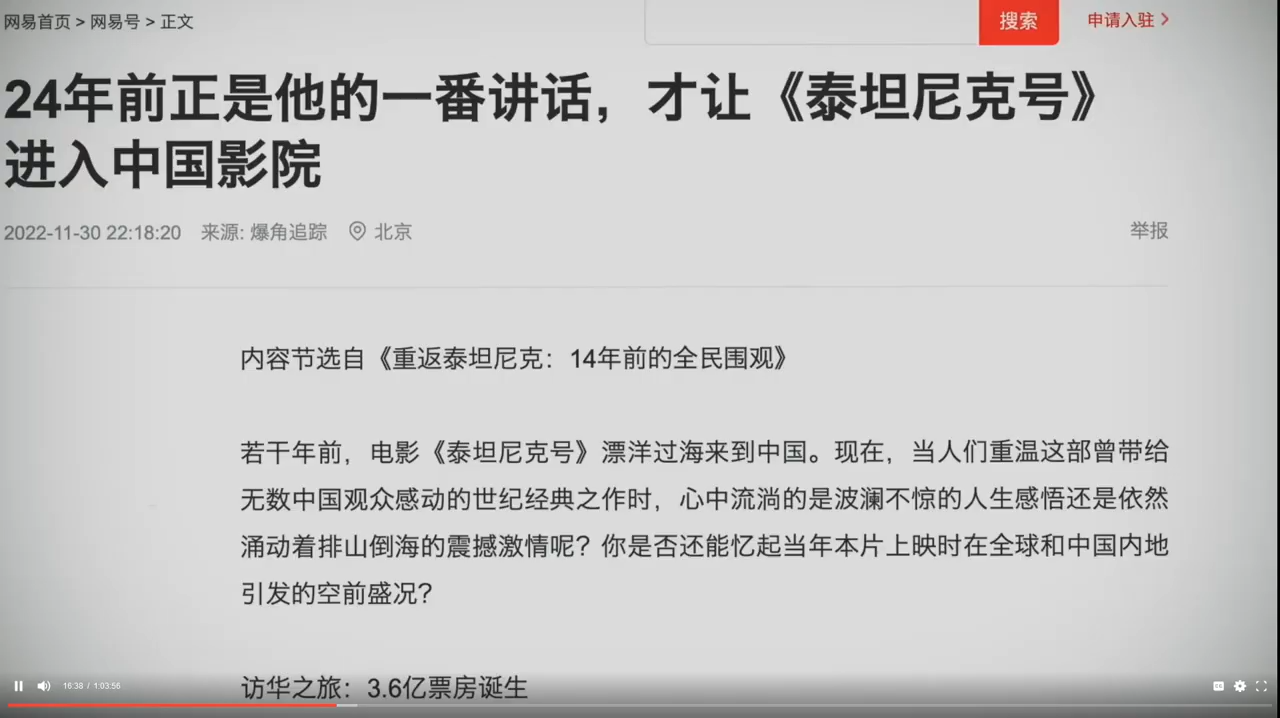 网易首页 > 网易号 > 正文
搜索
申请入驻 >
24年前正是他的一番讲话，才让《泰坦尼克号》
进入中国影院
2022-11-30 22:18:20 来源: 爆角追踪 北京
举报
内容节选自《重返泰坦尼克：14年前的全民围观》
若干年前，电影《泰坦尼克号》漂洋过海来到中国。现在，当人们重温这部曾带给
无数中国观众感动的世纪经典之作时，心中流淌的是波澜不惊的人生感悟还是依然
涌动着排山倒海的震撼激情呢？你是否还能忆起当年本片上映时在全球和中国内地
引发的空前盛况？
访华之旅：3.6亿票房诞生
16:38 / 1:03:56